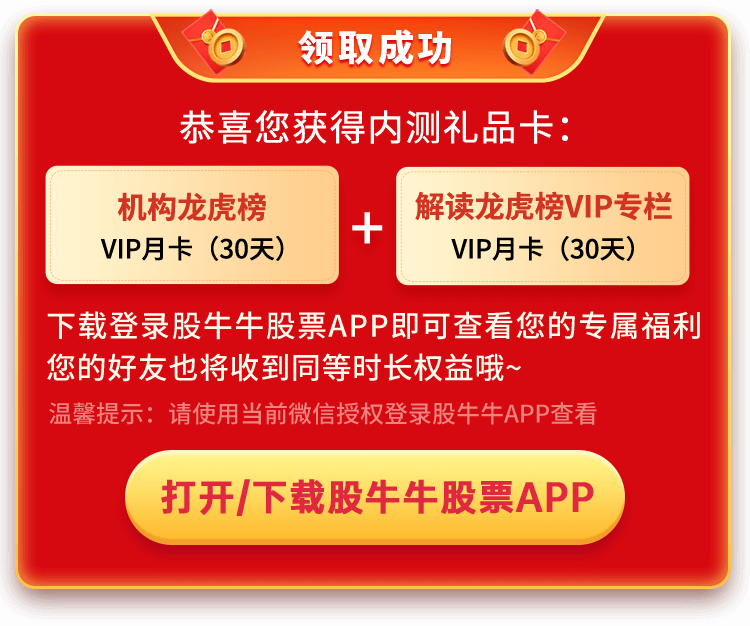 领取成功
恭喜您获得内测礼品卡：
机构龙虎榜
VIP月卡（30天）
+
解读龙虎榜VIP专栏
VIP月卡（30天）
下载登录股牛牛股票APP即可查看您的专属福利
您的好友也将收到同等时长权益哦~
温馨提示：请使用当前微信授权登录股牛牛APP查看
打开/下载股牛牛股票APP